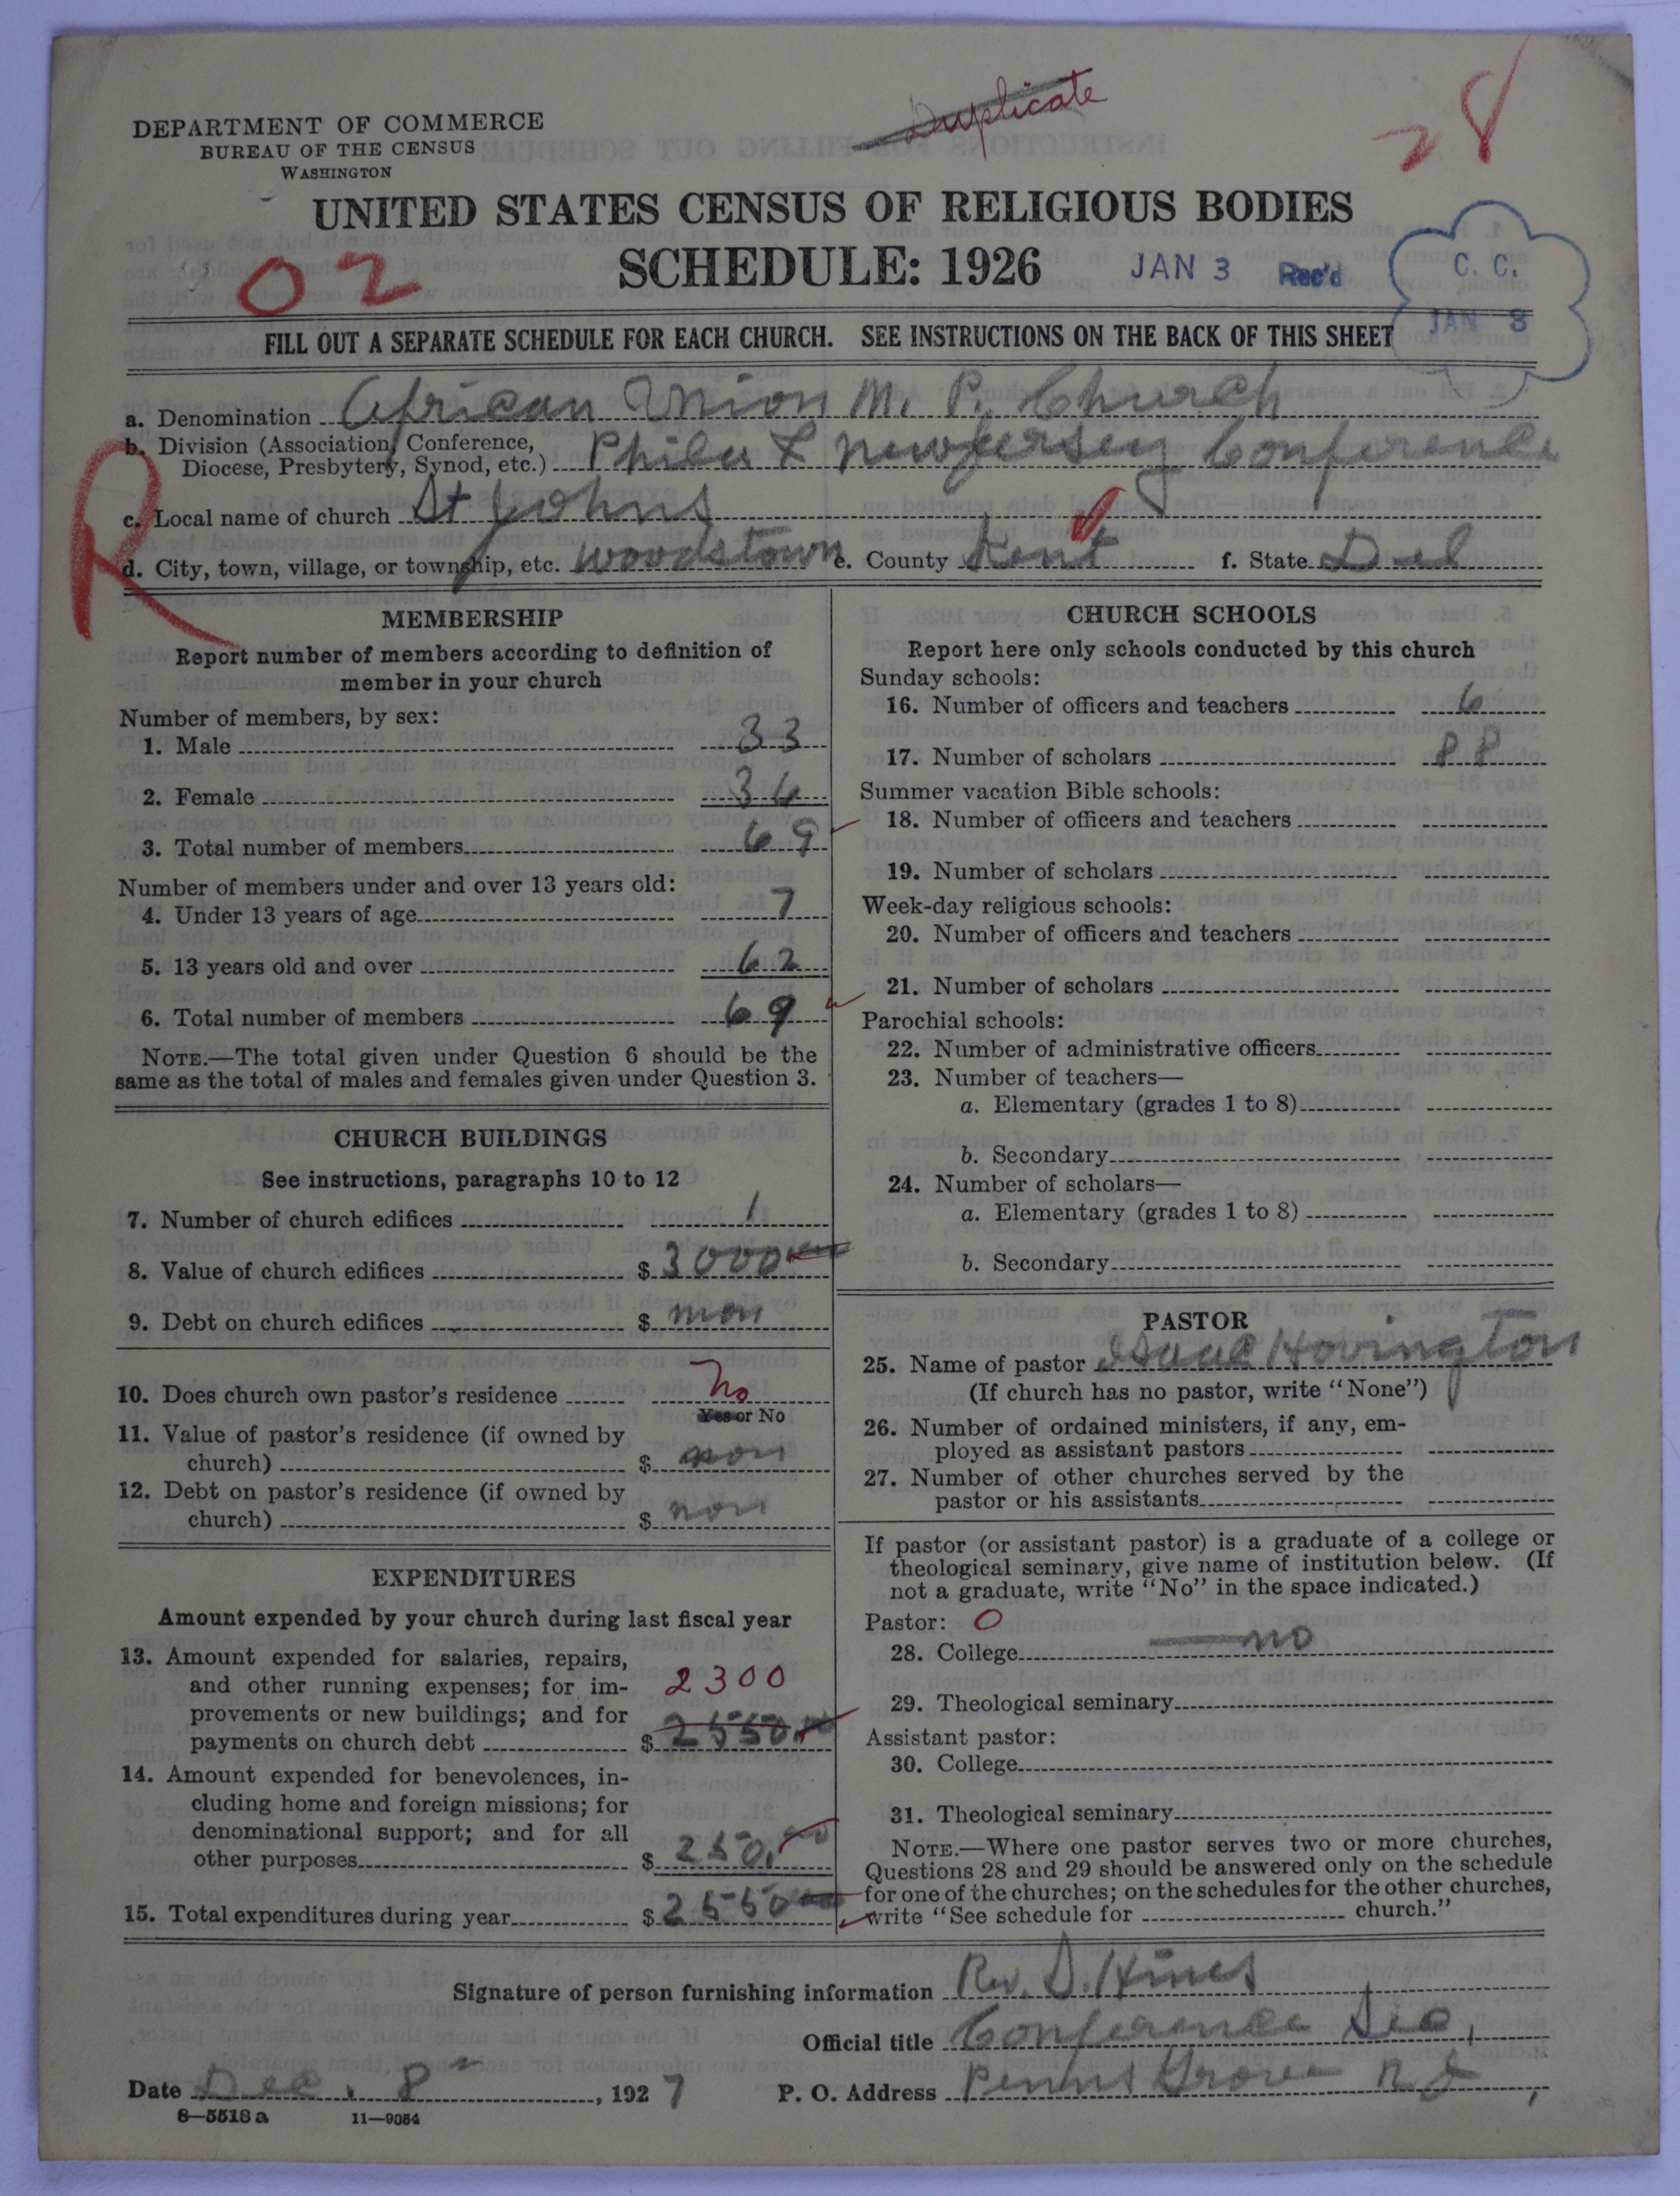 Duplicate
28
DEPARTMENT OF COMMERCE
BUREAU OF THE CENSUS
WASHINGTON
UNITED STATES CENSUS OF RELIGIOUS BODIES
02
SCHEDULE: 1926
JAN 3 Rec'd
C. C.
JAN 3
FILL OUT A SEPARATE SCHEDULE FOR EACH CHURCH. SEE INSTRUCTIONS ON THE BACK OF THIS SHEET
a. Denomination African Union M. P. Church
b. Division (Association, Conference,
Diocese, Presbytery, Synod, etc.) Phila & New Jersey Conference
R
c. Local name of church St Johns
d. City, town, village, or township, etc. Woodstown e. County Kent f. State Del
MEMBERSHIP
Report number of members according to definition of
member in your church
Number of members, by sex:
1. Male 33
2. Female 36
3. Total number of members 69
Number of members under and over 13 years old:
4. Under 13 years of age 7
5. 13 years old and over 62
6. Total number of members 69
NOTE.—The total given under Question 6 should be the
same as the total of males and females given under Question 3.
CHURCH BUILDINGS
See instructions, paragraphs 10 to 12
7. Number of church edifices 1
8. Value of church edifices $ 3000
9. Debt on church edifices $ non
10. Does church own pastor's residence No
Yes or No
11. Value of pastor's residence (if owned by
church) $ non
12. Debt on pastor's residence (if owned by
church) $ non
EXPENDITURES
Amount expended by your church during last fiscal year
13. Amount expended for salaries, repairs,
and other running expenses; for im-
2300
provements or new buildings; and for
payments on church debt $ 2550
14. Amount expended for benevolences, in-
cluding home and foreign missions; for
denominational support; and for all
other purposes $ 250.00
15. Total expenditures during year $ 2550
CHURCH SCHOOLS
Report here only schools conducted by this church
Sunday schools:
16. Number of officers and teachers 6
17. Number of scholars 88
Summer vacation Bible schools:
18. Number of officers and teachers
19. Number of scholars
Week-day religious schools:
20. Number of officers and teachers
21. Number of scholars
Parochial schools:
22. Number of administrative officers
23. Number of teachers—
a. Elementary (grades 1 to 8)
b. Secondary
24. Number of scholars—
a. Elementary (grades 1 to 8)
b. Secondary
PASTOR
25. Name of pastor Isaac Hovington
(If church has no pastor, write "None")
26. Number of ordained ministers, if any, em-
ployed as assistant pastors
27. Number of other churches served by the
pastor or his assistants
If pastor (or assistant pastor) is a graduate of a college or
theological seminary, give name of institution below. (If
not a graduate, write "No" in the space indicated.)
Pastor: 0
28. College no
29. Theological seminary
Assistant pastor:
30. College
31. Theological seminary
NOTE.—Where one pastor serves two or more churches,
Questions 28 and 29 should be answered only on the schedule
for one of the churches; on the schedules for the other churches,
write "See schedule for church."
Signature of person furnishing information Rev. D. Hines
Official title Conference Sec,
Date Dec. 8, 1927 P. O. Address Penns Grove N J
8—5518 a 11—9054